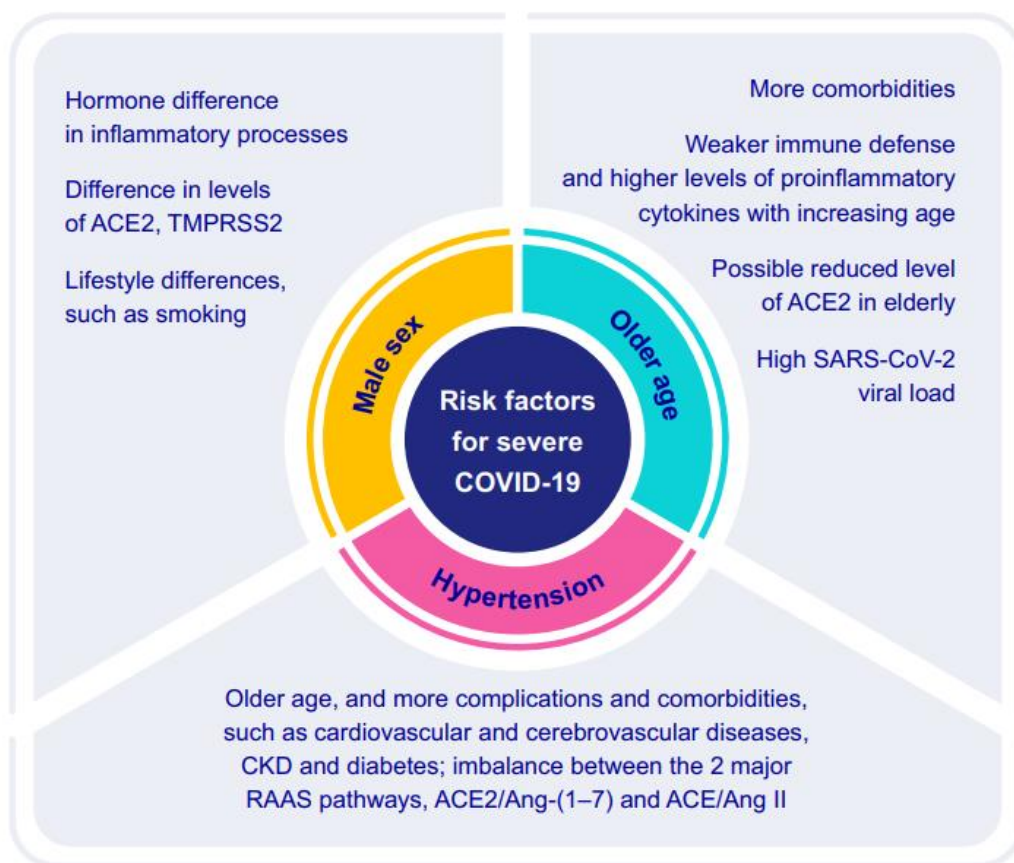 Hormone difference
in inflammatory processes
Difference in levels
of ACE2, TMPRSS2
Lifestyle differences,
such as smoking
More comorbidities
Weaker immune defense
and higher levels of proinflammatory
cytokines with increasing age
Possible reduced level
of ACE2 in elderly
High SARS-CoV-2
viral load
Male sex
Older age
Risk factors
for severe
COVID-19
Hypertension
Older age, and more complications and comorbidities,
such as cardiovascular and cerebrovascular diseases,
CKD and diabetes; imbalance between the 2 major
RAAS pathways, ACE2/Ang-(1–7) and ACE/Ang II